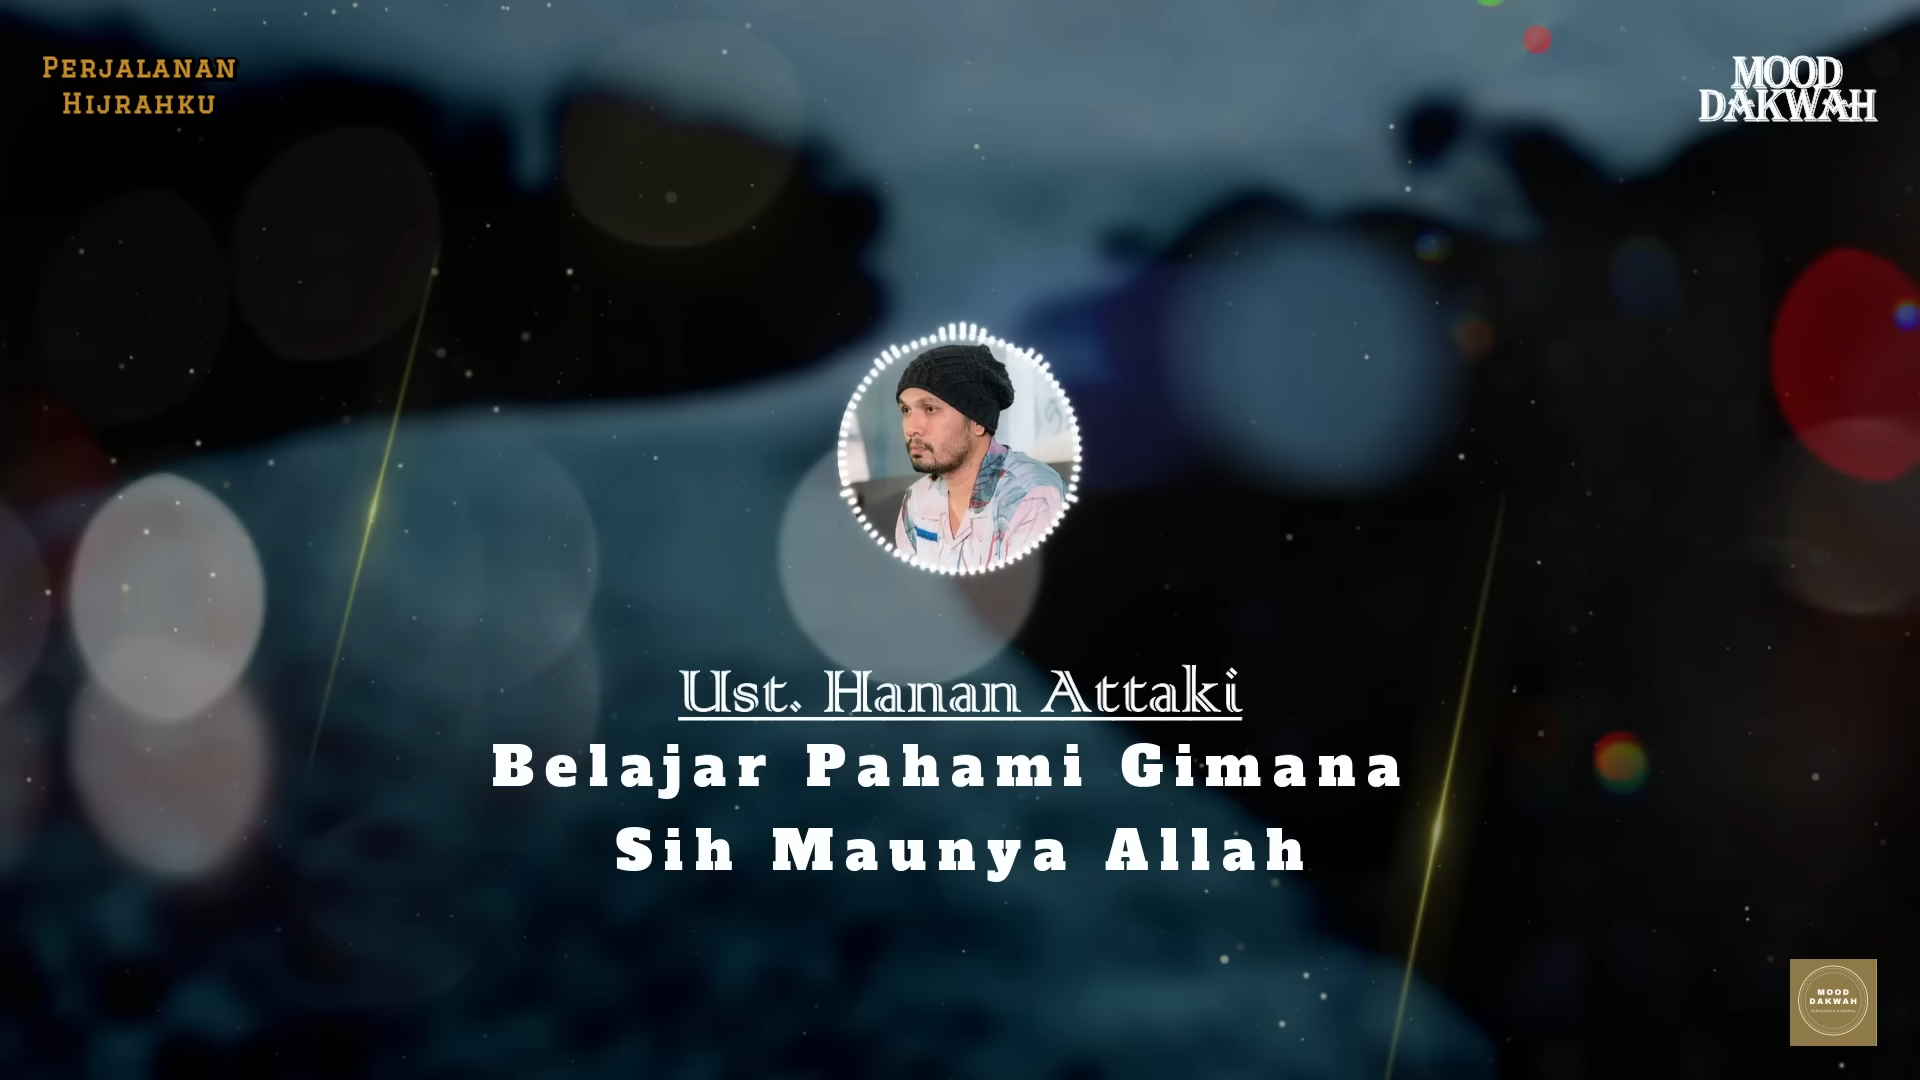 PERJALANAN
HIJRAHKU
MOOD
DAKWAH
Ust. Hanan Attaki
Belajar Pahami Gimana
Sih Maunya Allah
MOOD
DAKWAH